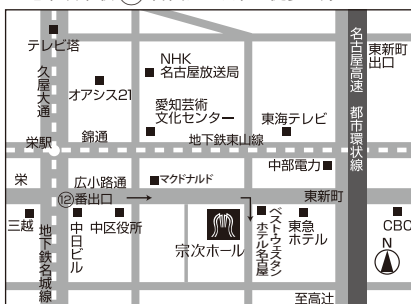 テレビ塔
久屋大通
オアシス21
NHK
名古屋放送局
愛知芸術
文化センター
東海テレビ
名古屋高速 都市環状線
東新町
出口
栄駅
錦通
地下鉄東山線
中部電力
栄
広小路通
マクドナルド
東新町
⑫番出口
三越
地下鉄名城線
中日ビル
中区役所
宗次ホール
ベスト・ウェスタン
ホテル名古屋
東急
ホテル
CBC
N
至高辻